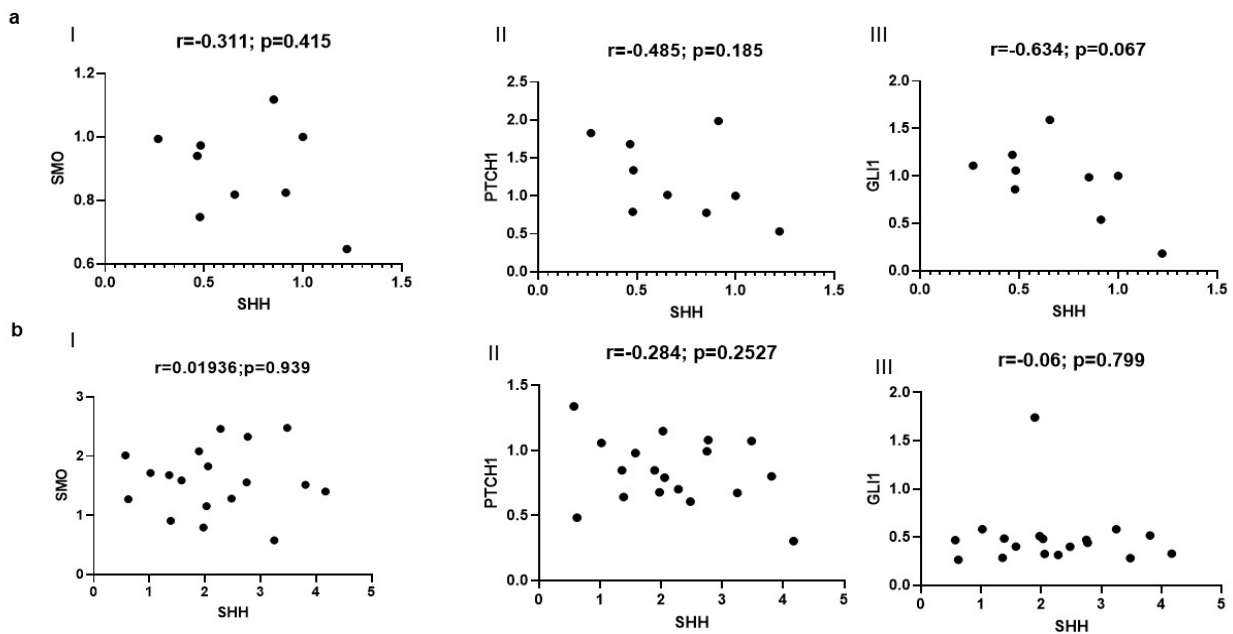 a
I
r=-0.311; p=0.415
1.2
1.0
0.8
0.6
SMO
0.0
0.5
1.0
1.5
SHH
II
r=-0.485; p=0.185
2.5
2.0
1.5
1.0
0.5
0.0
PTCH1
0.0
0.5
1.0
1.5
SHH
III
r=-0.634; p=0.067
2.0
1.5
1.0
0.5
0.0
GLI1
0.0
0.5
1.0
1.5
SHH
b
I
r=0.01936;p=0.939
3
2
1
0
SMO
0
1
2
3
4
5
SHH
II
r=-0.284; p=0.2527
1.5
1.0
0.5
0.0
PTCH1
0
1
2
3
4
5
SHH
III
r=-0.06; p=0.799
2.0
1.5
1.0
0.5
0.0
GLI1
0
1
2
3
4
5
SHH